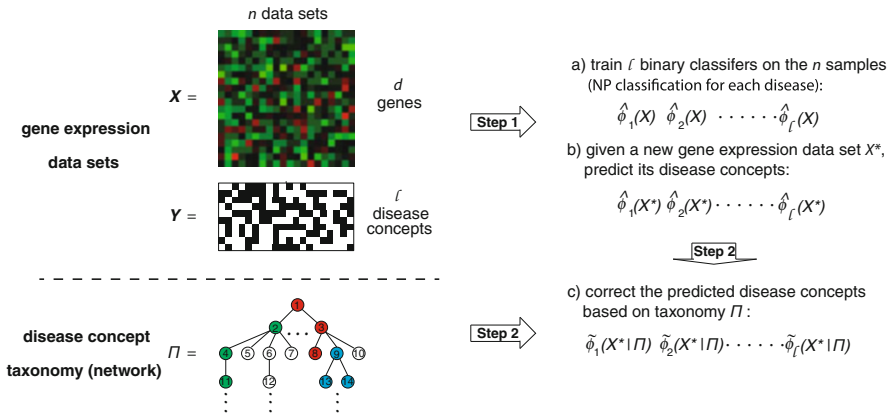 n data sets
X =
d
genes
gene expression
data sets
Y =
ℓ
disease
concepts
Step 1
a) train ℓ binary classifers on the n samples
(NP classification for each disease):
ϕ̂₁(X) ϕ̂₂(X) · · · · · · ϕ̂ℓ(X)
b) given a new gene expression data set X*,
predict its disease concepts:
ϕ̂₁(X*) ϕ̂₂(X*) · · · · · · ϕ̂ℓ(X*)
Step 2
disease concept
taxonomy (network)
Π =
1
2 · · · 3
4 5 6 7 8 9 10
11 12 13 14
Step 2
c) correct the predicted disease concepts
based on taxonomy Π :
ϕ̃₁(X*|Π) ϕ̃₂(X*|Π) · · · · · · ϕ̃ℓ(X*|Π)